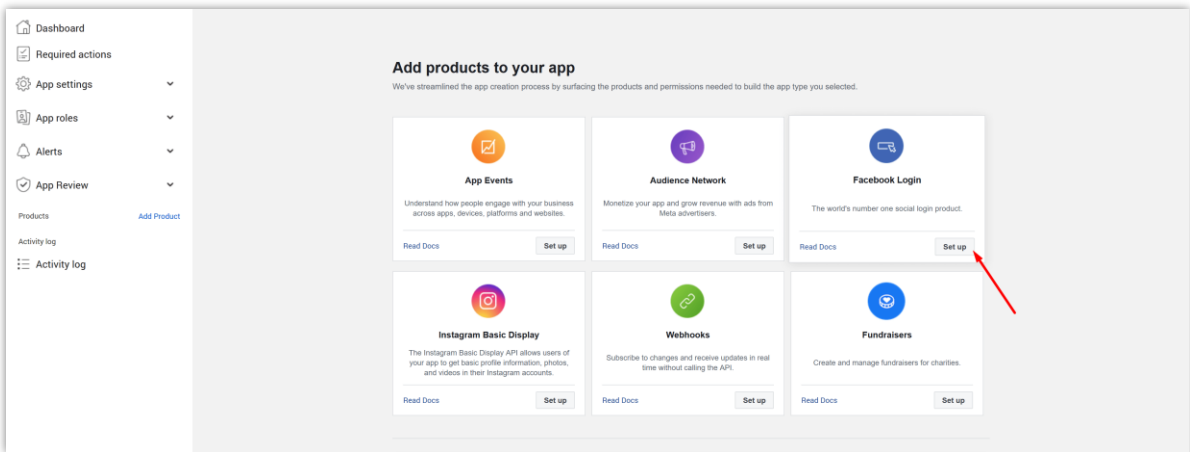 Dashboard
Required actions
App settings
App roles
Alerts
App Review
Products
Add Product
Activity log
Activity log
Add products to your app
We've streamlined the app creation process by surfacing the products and permissions needed to build the app type you selected.
App Events
Understand how people engage with your business
across apps, devices, platforms and websites.
Read Docs
Set up
Audience Network
Monetize your app and grow revenue with ads from
Meta advertisers.
Read Docs
Set up
Facebook Login
The world's number one social login product.
Read Docs
Set up
Instagram Basic Display
The Instagram Basic Display API allows users of
your app to get basic profile information, photos,
and videos in their Instagram accounts.
Read Docs
Set up
Webhooks
Subscribe to changes and receive updates in real
time without calling the API.
Read Docs
Set up
Fundraisers
Create and manage fundraisers for charities.
Read Docs
Set up